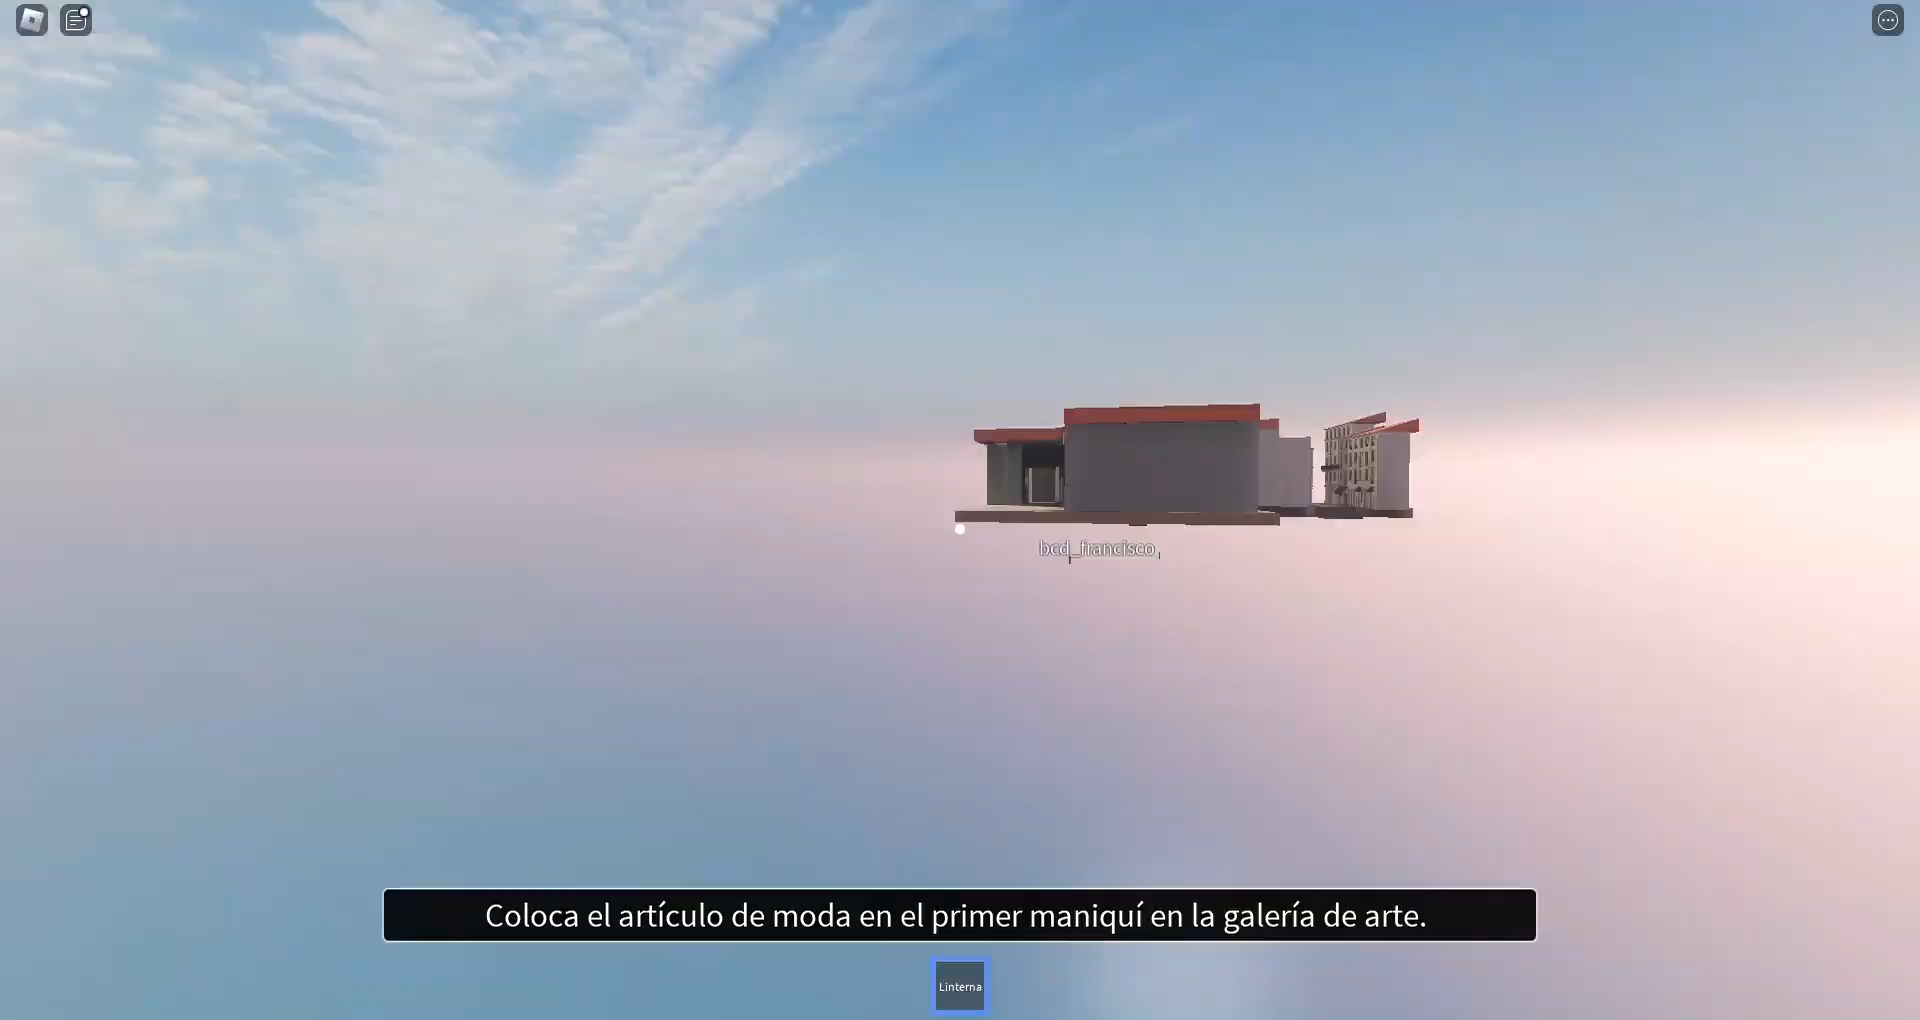 bcd_francisco
Coloca el artículo de moda en el primer maniquí en la galería de arte.
Linterna